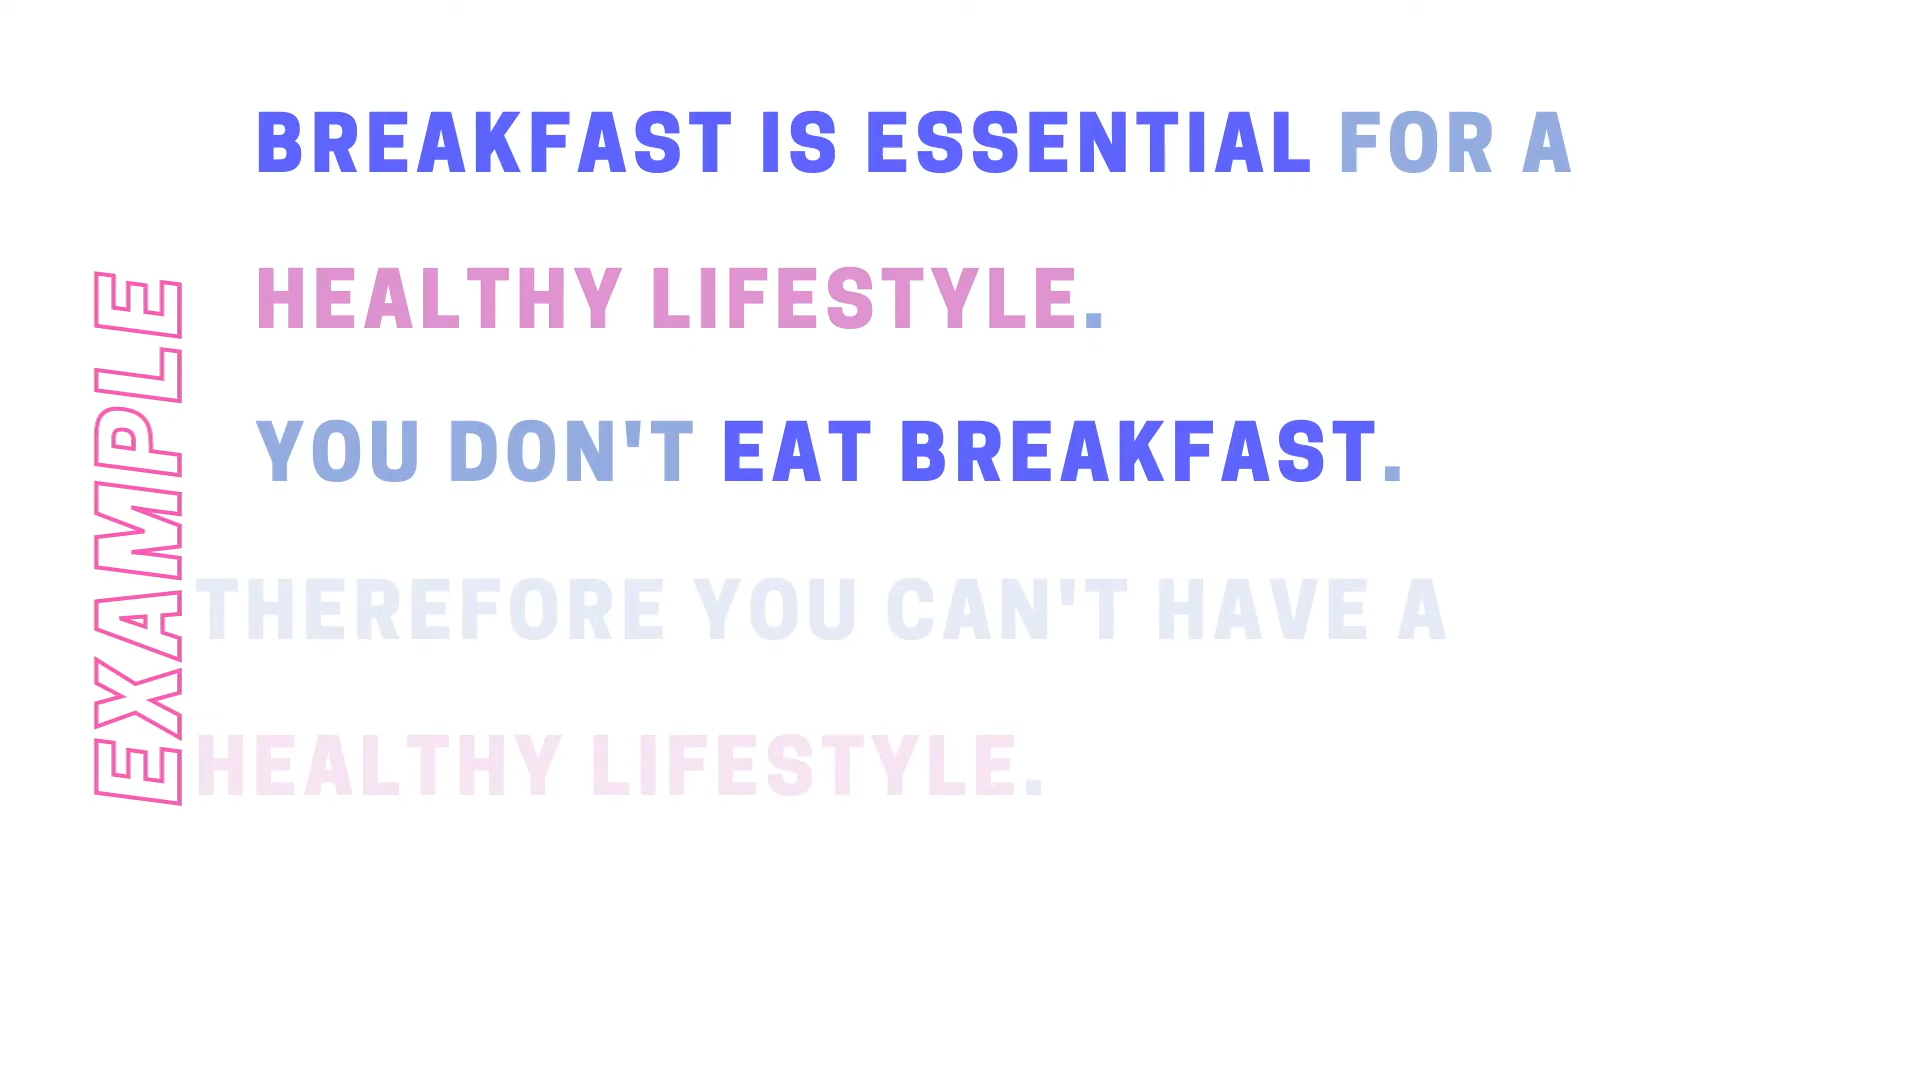 EXAMPLE
BREAKFAST IS ESSENTIAL FOR A
HEALTHY LIFESTYLE.
YOU DON'T EAT BREAKFAST.
THEREFORE YOU CAN'T HAVE A
HEALTHY LIFESTYLE.